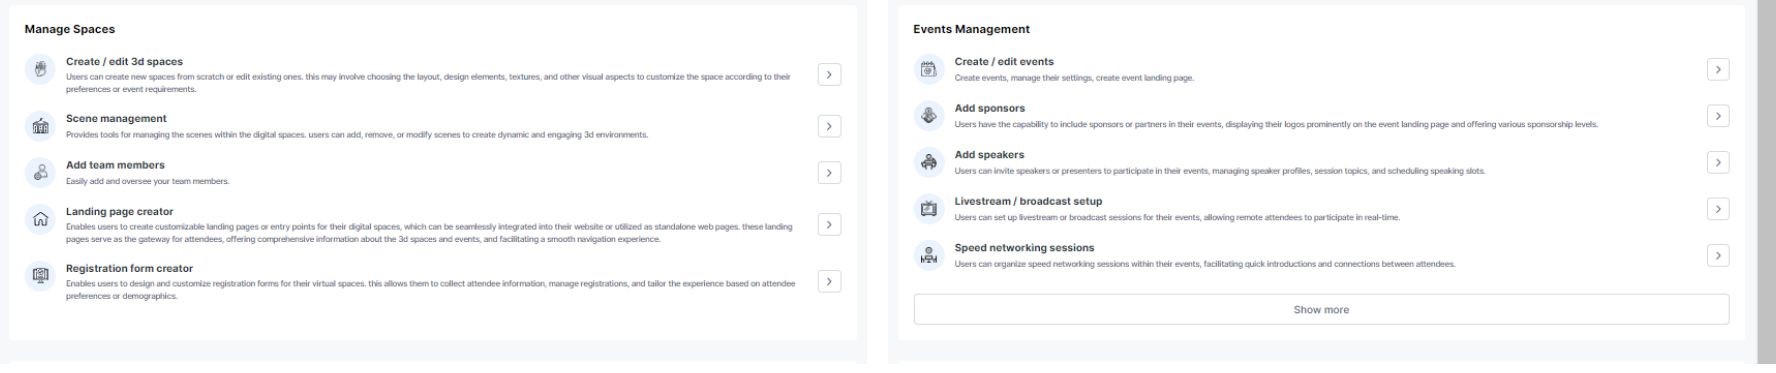 Manage Spaces
Create / edit 3d spaces
Users can create new spaces from scratch or edit existing ones. this may involve choosing the layout, design elements, textures, and other visual aspects to customize the space according to their
preferences or event requirements.
Scene management
Provides tools for managing the scenes within the digital spaces. users can add, remove, or modify scenes to create dynamic and engaging 3d environments.
Add team members
Easily add and oversee your team members.
Landing page creator
Enables users to create customizable landing pages or entry points for their digital spaces, which can be seamlessly integrated into their website or utilized as standalone web pages. these landing
pages serve as the gateway for attendees, offering comprehensive information about the 3d spaces and events, and facilitating a smooth navigation experience.
Registration form creator
Enables users to design and customize registration forms for their virtual spaces. this allows them to collect attendee information, manage registrations, and tailor the experience based on attendee
preferences or demographics.
Events Management
Create / edit events
Create events, manage their settings, create event landing page.
Add sponsors
Users have the capability to include sponsors or partners in their events, displaying their logos prominently on the event landing page and offering various sponsorship levels.
Add speakers
Users can invite speakers or presenters to participate in their events, managing speaker profiles, session topics, and scheduling speaking slots.
Livestream / broadcast setup
Users can set up livestream or broadcast sessions for their events, allowing remote attendees to participate in real-time.
Speed networking sessions
Users can organize speed networking sessions within their events, facilitating quick introductions and connections between attendees.
Show more